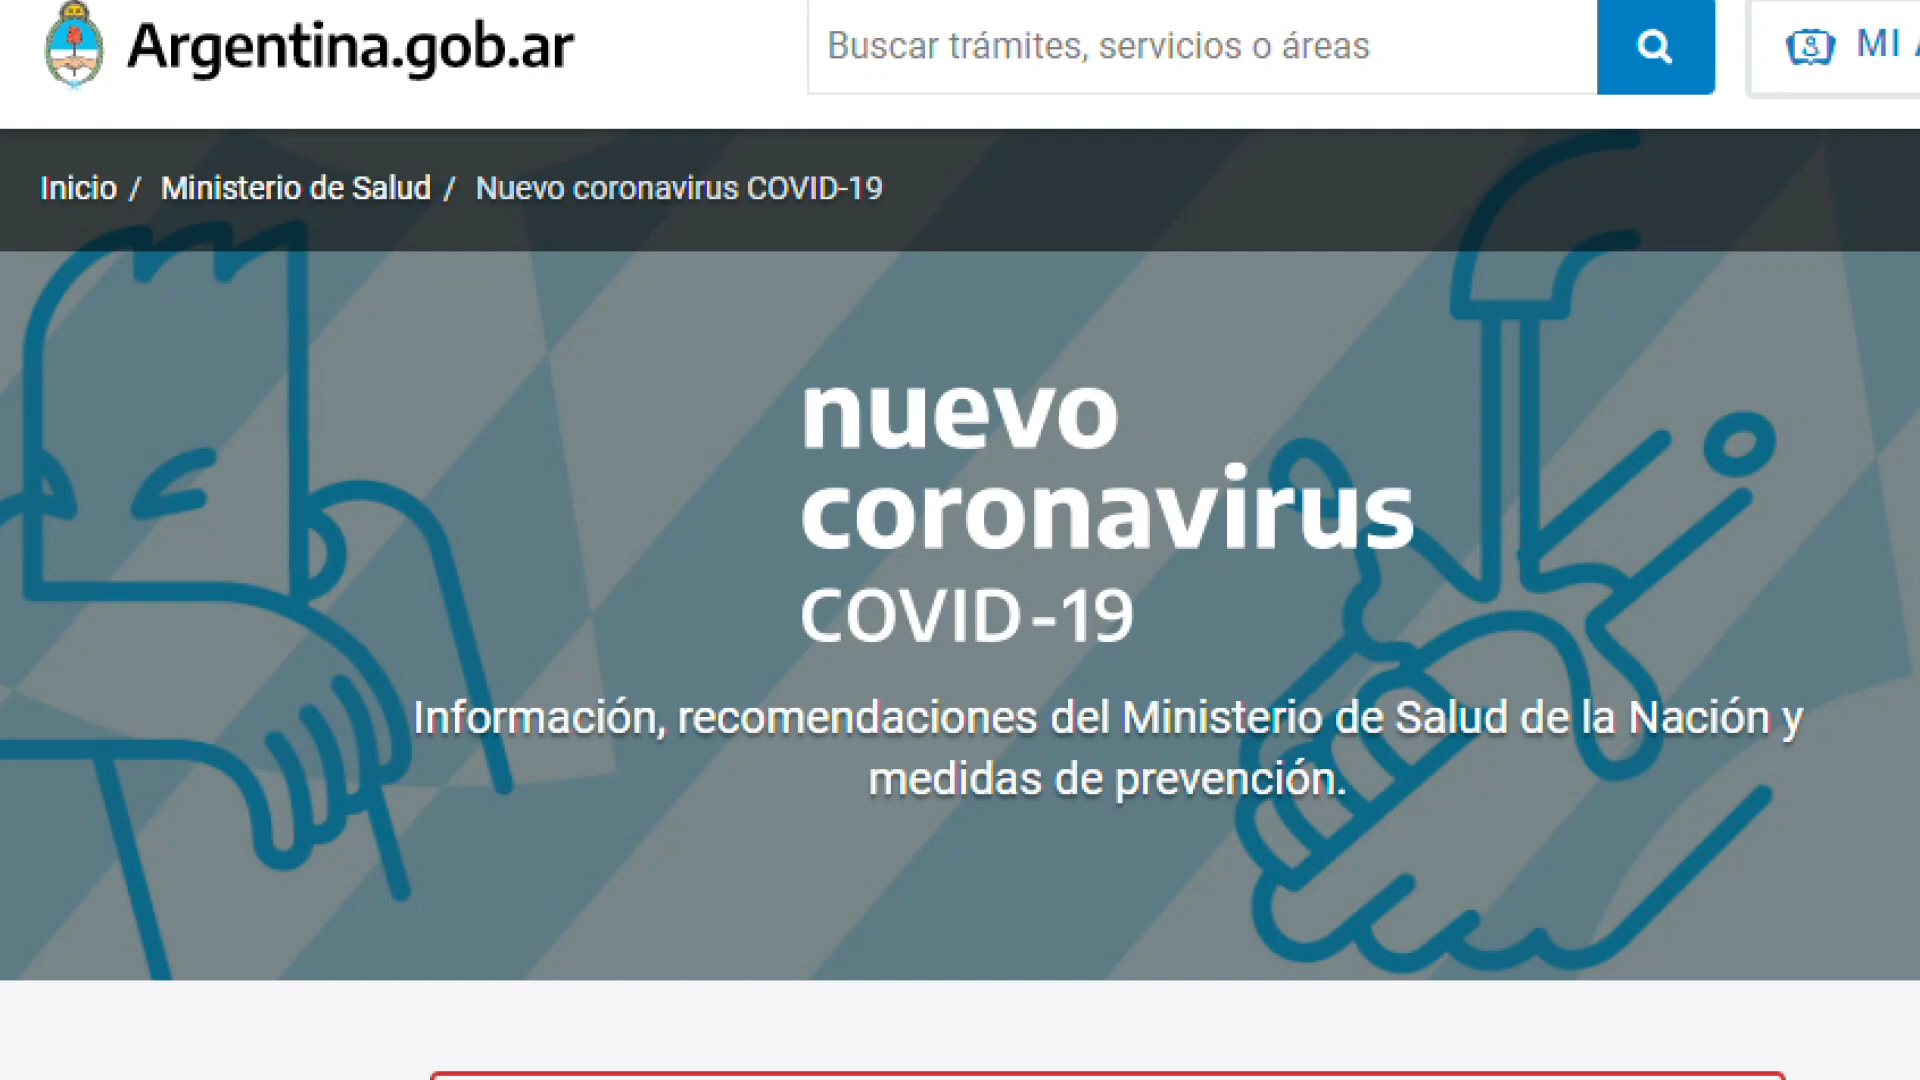 Argentina.gob.ar
Buscar trámites, servicios o áreas
MI
Inicio / Ministerio de Salud / Nuevo coronavirus COVID-19
nuevo
coronavirus
COVID-19
Información, recomendaciones del Ministerio de Salud de la Nación y
medidas de prevención.